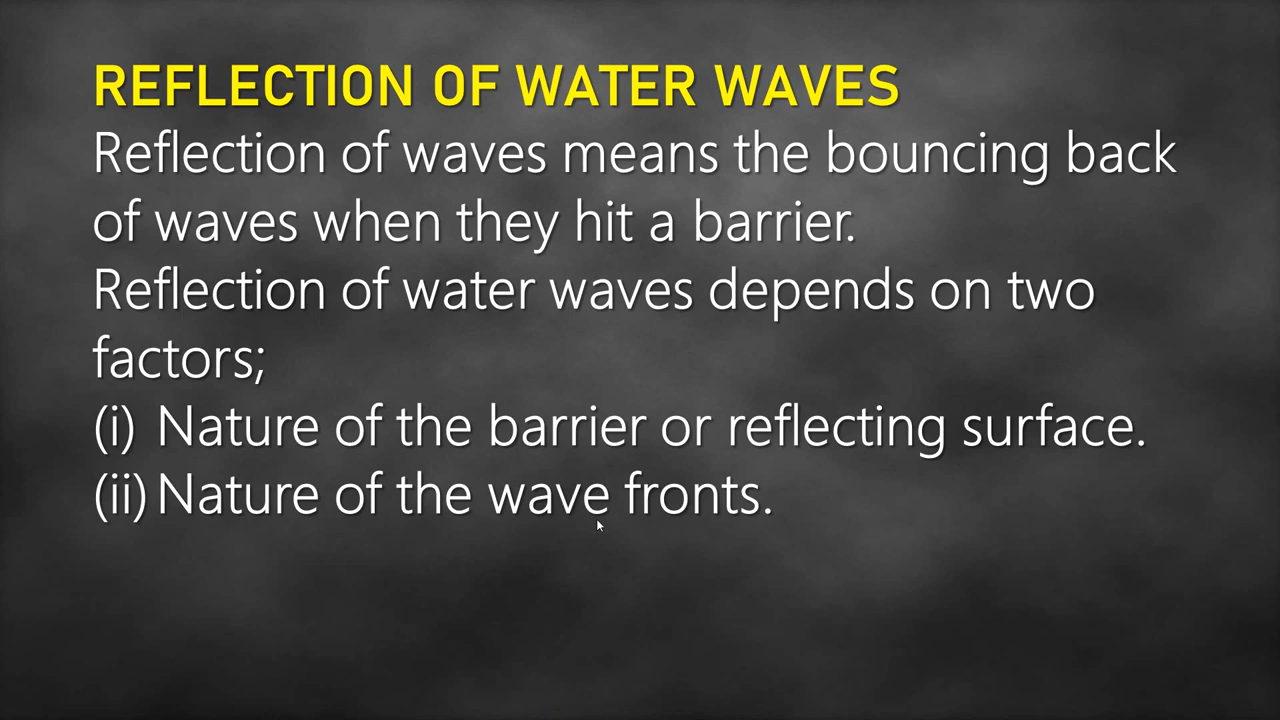 REFLECTION OF WATER WAVES
Reflection of waves means the bouncing back
of waves when they hit a barrier.
Reflection of water waves depends on two
factors;
(i) Nature of the barrier or reflecting surface.
(ii) Nature of the wave fronts.